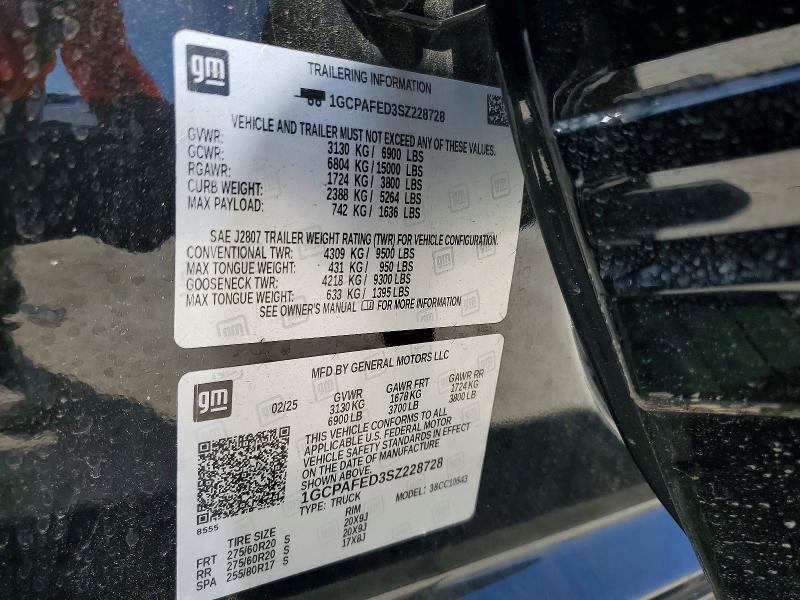 gm
TRAILERING INFORMATION
1GCPAFED3SZ228728
VEHICLE AND TRAILER MUST NOT EXCEED ANY OF THESE VALUES.
GVWR: 3130 KG / 6900 LBS
GCWR: 6804 KG / 15000 LBS
RGAWR: 1724 KG / 3800 LBS
CURB WEIGHT: 2388 KG / 5264 LBS
MAX PAYLOAD: 742 KG / 1636 LBS
SAE J2807 TRAILER WEIGHT RATING (TWR) FOR VEHICLE CONFIGURATION.
CONVENTIONAL TWR: 4309 KG / 9500 LBS
MAX TONGUE WEIGHT: 431 KG / 950 LBS
GOOSENECK TWR: 4218 KG / 9300 LBS
MAX TONGUE WEIGHT: 633 KG / 1395 LBS
SEE OWNER'S MANUAL FOR MORE INFORMATION
gm
MFD BY GENERAL MOTORS LLC
02/25 GVWR GAWR FRT GAWR RR
3130 KG 1678 KG 1724 KG
6900 LB 3700 LB 3800 LB
THIS VEHICLE CONFORMS TO ALL
APPLICABLE U.S. FEDERAL MOTOR
VEHICLE SAFETY STANDARDS IN EFFECT
ON THE DATE OF MANUFACTURE
SHOWN ABOVE.
1GCPAFED3SZ228728
TYPE: TRUCK MODEL: 38CC10543
8555
TIRE SIZE RIM
FRT 275/60R20 S 20X9J
RR 275/60R20 S 20X9J
SPA 255/80R17 S 17X8J